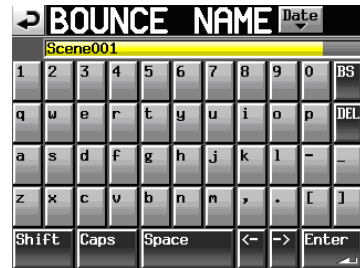 BOUNCE NAME Date
Scene001
1 2 3 4 5 6 7 8 9 0 BS
q w e r t y u i o p DEL
a s d f g h j k l - _
z x c v b n m , . [ ]
Shift Caps Space <- -> Enter